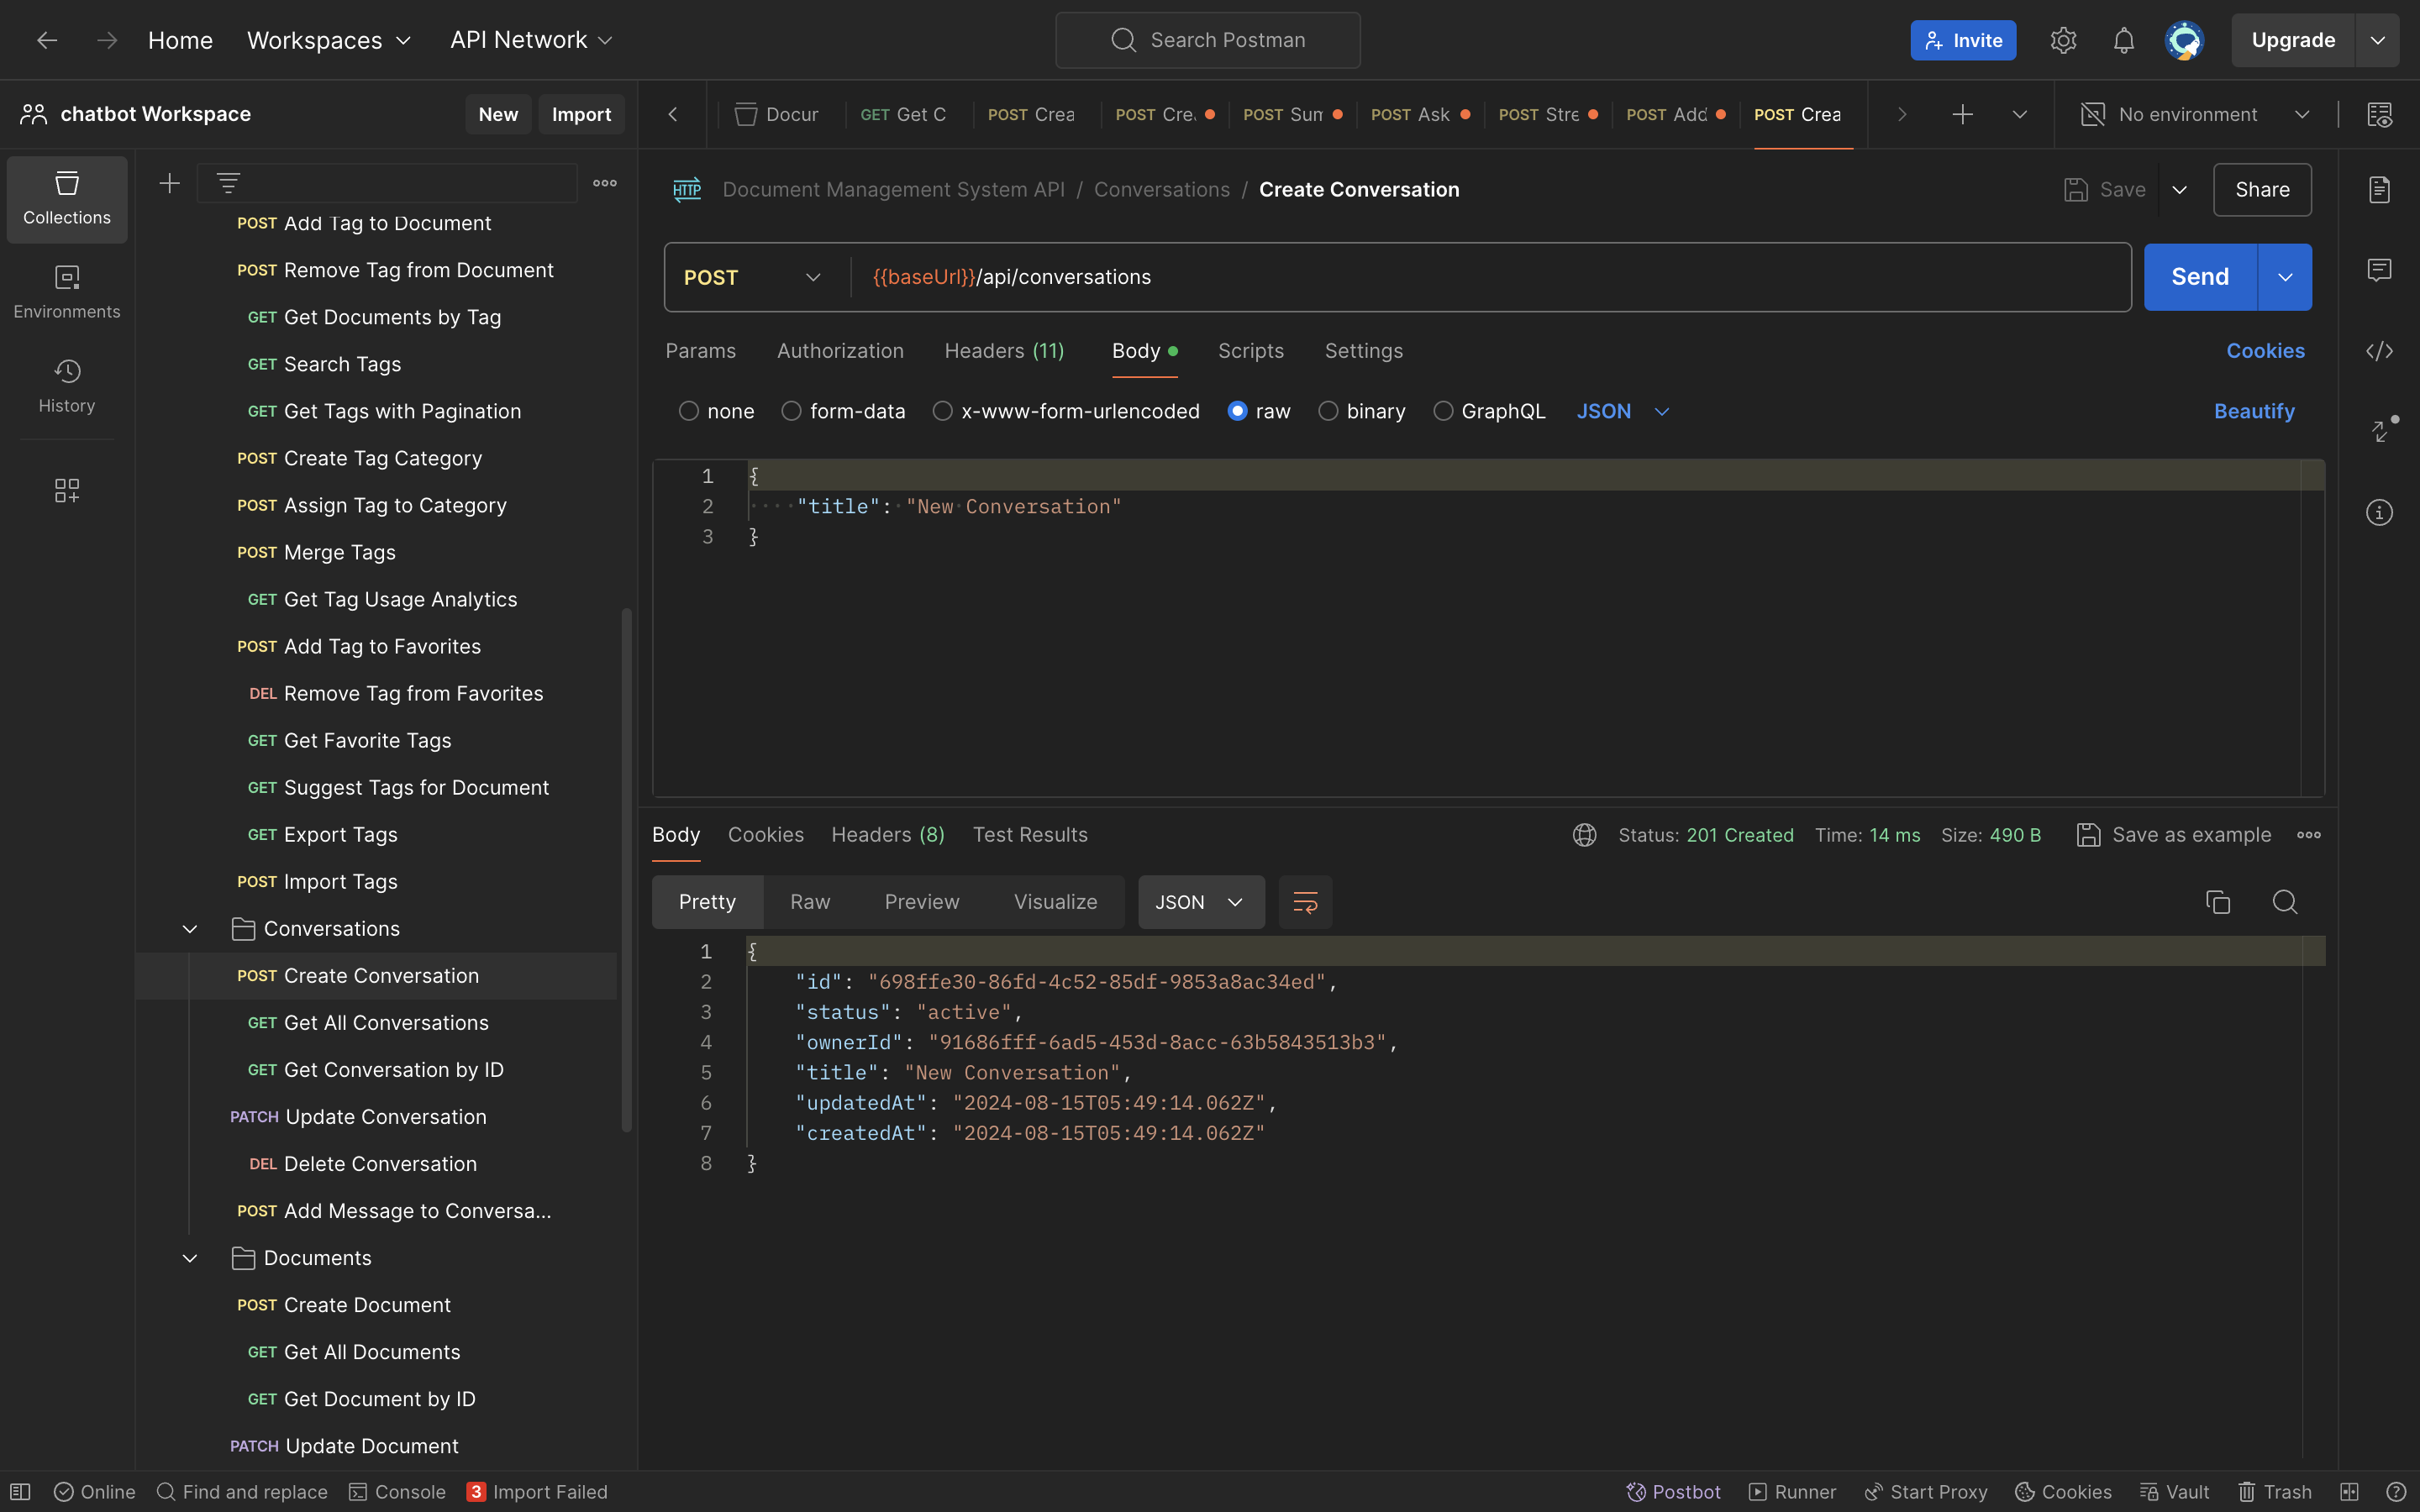 Home Workspaces API Network Search Postman Invite Upgrade
chatbot Workspace New Import
Docur GET Get C POST Crea POST Cre. POST Sum POST Ask POST Stre POST Add POST Crea No environment
Collections
Environments
History
POST Add Tag to Document
POST Remove Tag from Document
GET Get Documents by Tag
GET Search Tags
GET Get Tags with Pagination
POST Create Tag Category
POST Assign Tag to Category
POST Merge Tags
GET Get Tag Usage Analytics
POST Add Tag to Favorites
DEL Remove Tag from Favorites
GET Get Favorite Tags
GET Suggest Tags for Document
GET Export Tags
POST Import Tags
Conversations
POST Create Conversation
GET Get All Conversations
GET Get Conversation by ID
PATCH Update Conversation
DEL Delete Conversation
POST Add Message to Conversa...
Documents
POST Create Document
GET Get All Documents
GET Get Document by ID
PATCH Update Document
HTTP Document Management System API / Conversations / Create Conversation Save Share
POST {{baseUrl}}/api/conversations Send
Params Authorization Headers (11) Body Scripts Settings Cookies
none form-data x-www-form-urlencoded raw binary GraphQL JSON Beautify
1 {
2 "title": "New Conversation"
3 }
Body Cookies Headers (8) Test Results Status: 201 Created Time: 14 ms Size: 490 B Save as example
Pretty Raw Preview Visualize JSON
1 {
2 "id": "698ffe30-86fd-4c52-85df-9853a8ac34ed",
3 "status": "active",
4 "ownerId": "91686fff-6ad5-453d-8acc-63b5843513b3",
5 "title": "New Conversation",
6 "updatedAt": "2024-08-15T05:49:14.062Z",
7 "createdAt": "2024-08-15T05:49:14.062Z"
8 }
Online Find and replace Console 3 Import Failed Postbot Runner Start Proxy Cookies Vault Trash